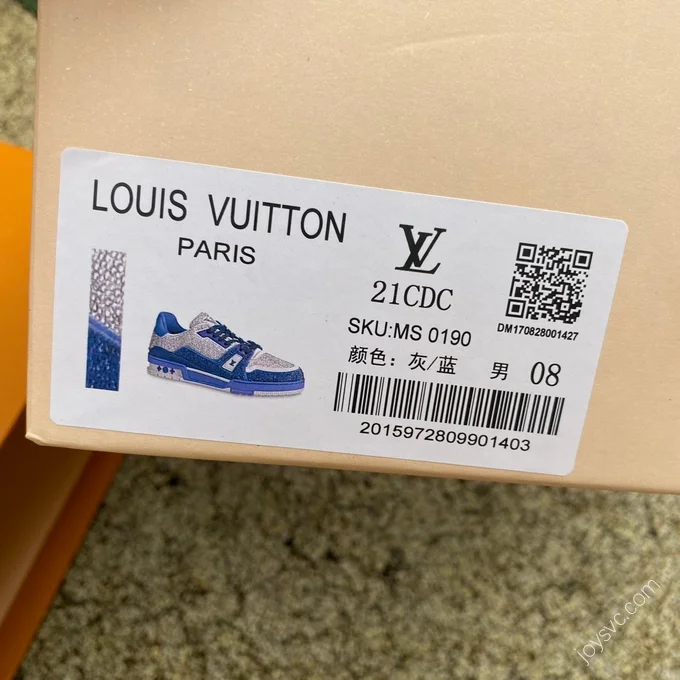 LOUIS VUITTON
PARIS
LV
21CDC
SKU:MS 0190
颜色：灰/蓝 男 08
DM170828001427
2015972809901403
joysvc.com